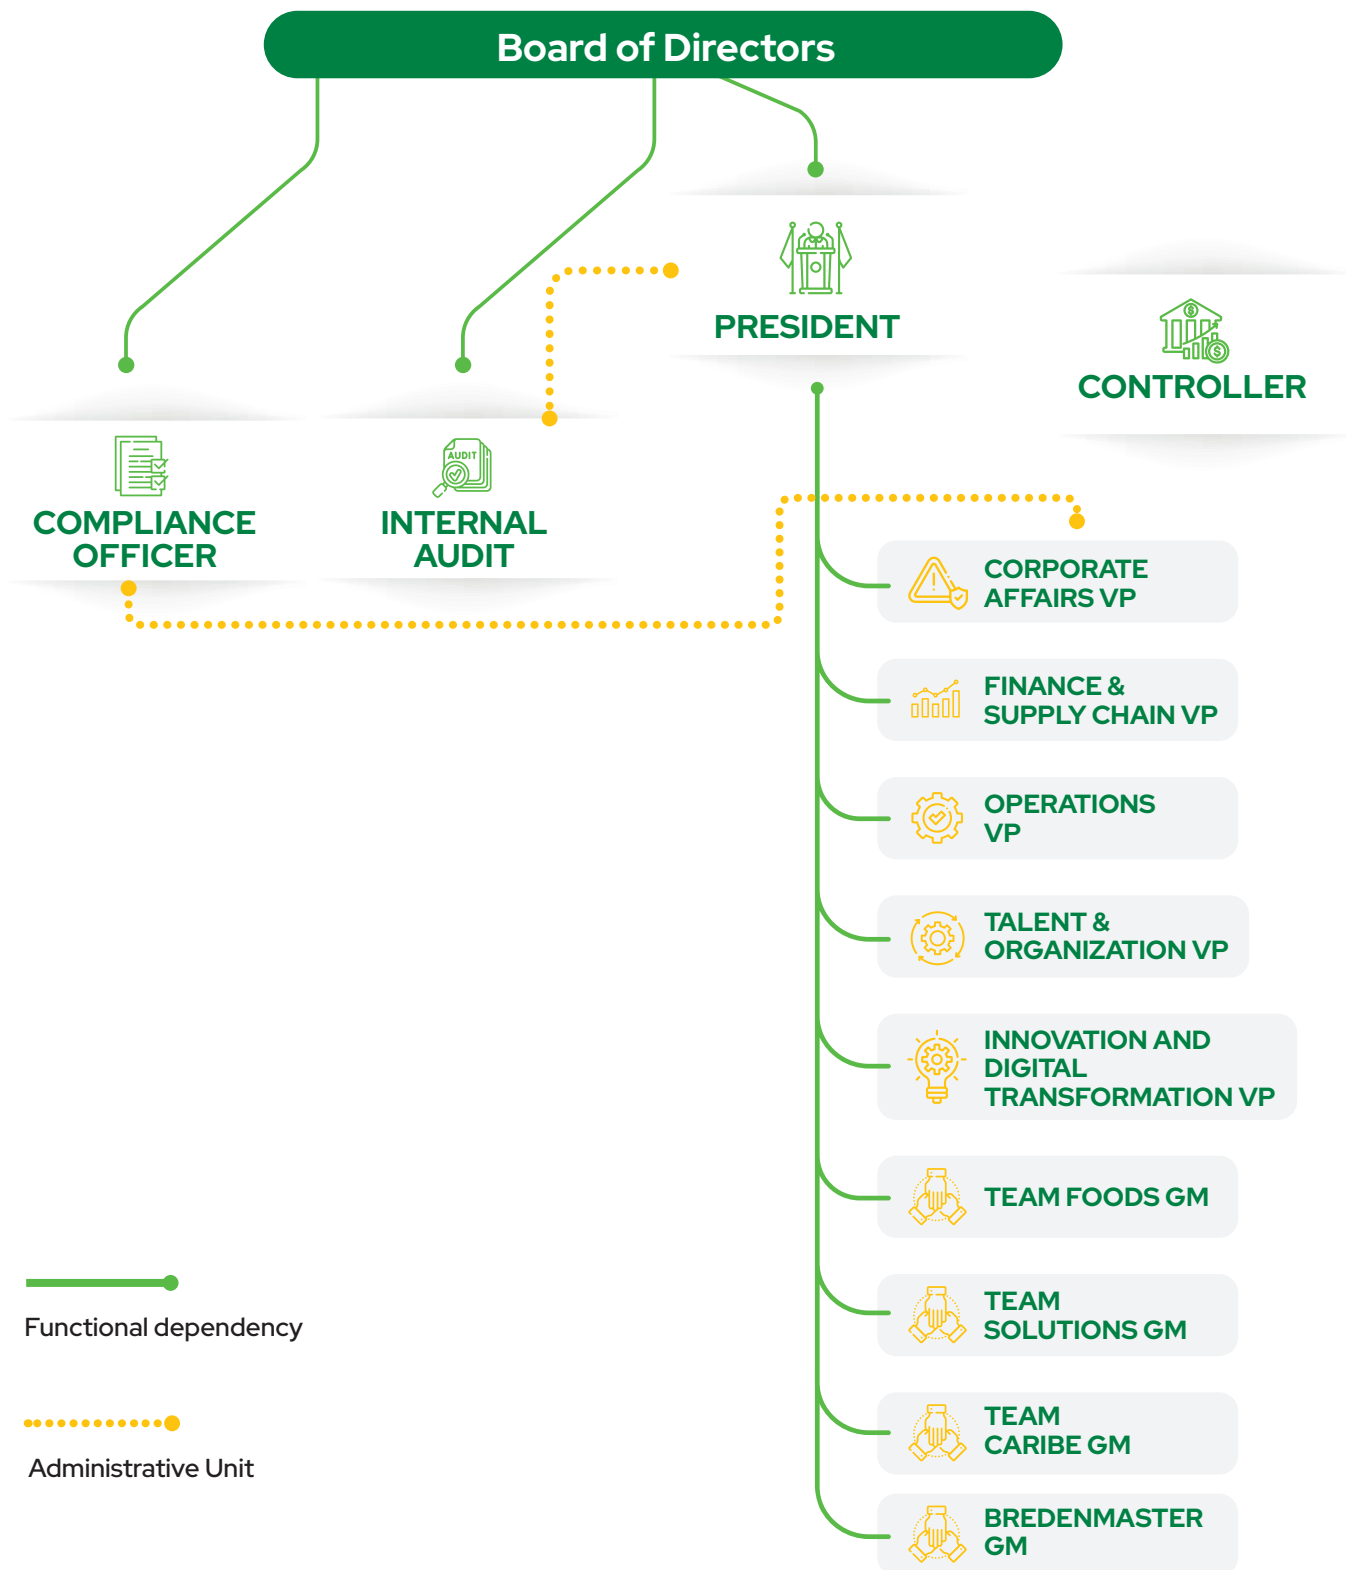 Board of Directors
PRESIDENT
CONTROLLER
AUDIT
COMPLIANCE
OFFICER
INTERNAL
AUDIT
CORPORATE
AFFAIRS VP
FINANCE &
SUPPLY CHAIN VP
OPERATIONS
VP
TALENT &
ORGANIZATION VP
INNOVATION AND
DIGITAL
TRANSFORMATION VP
TEAM FOODS GM
TEAM
SOLUTIONS GM
TEAM
CARIBE GM
BREDENMASTER
GM
Functional dependency
Administrative Unit